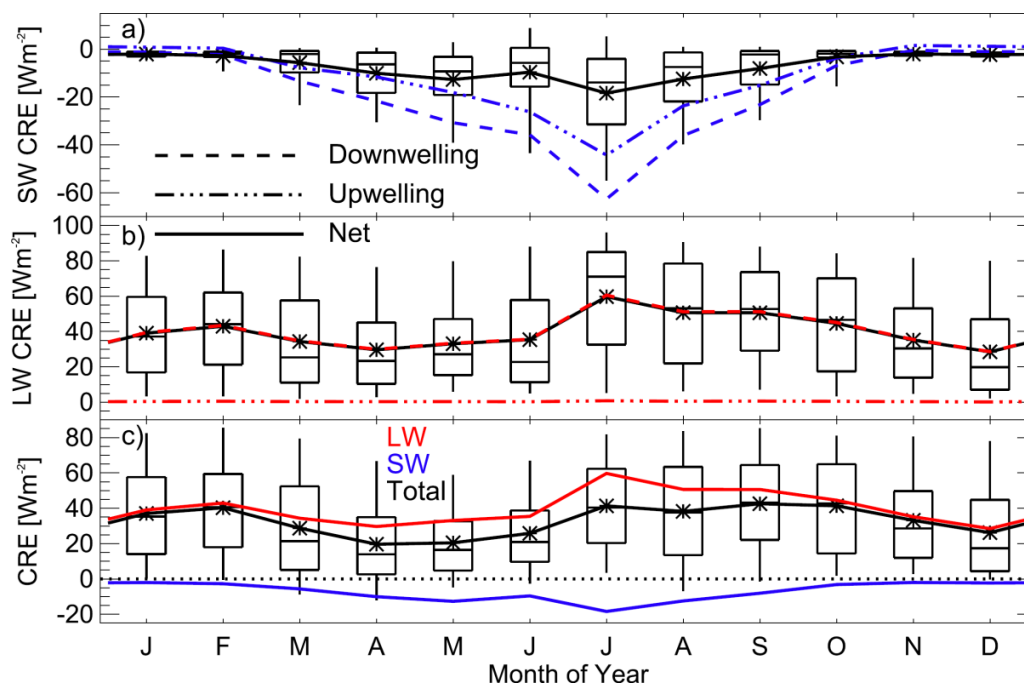 a)
0
-20
-40
-60
SW CRE [Wm-2]
Downwelling
Upwelling
Net
b)
100
80
60
40
20
0
LW CRE [Wm-2]
c)
80
60
40
20
0
-20
CRE [Wm-2]
LW
SW
Total
J F M A M J J A S O N D
Month of Year